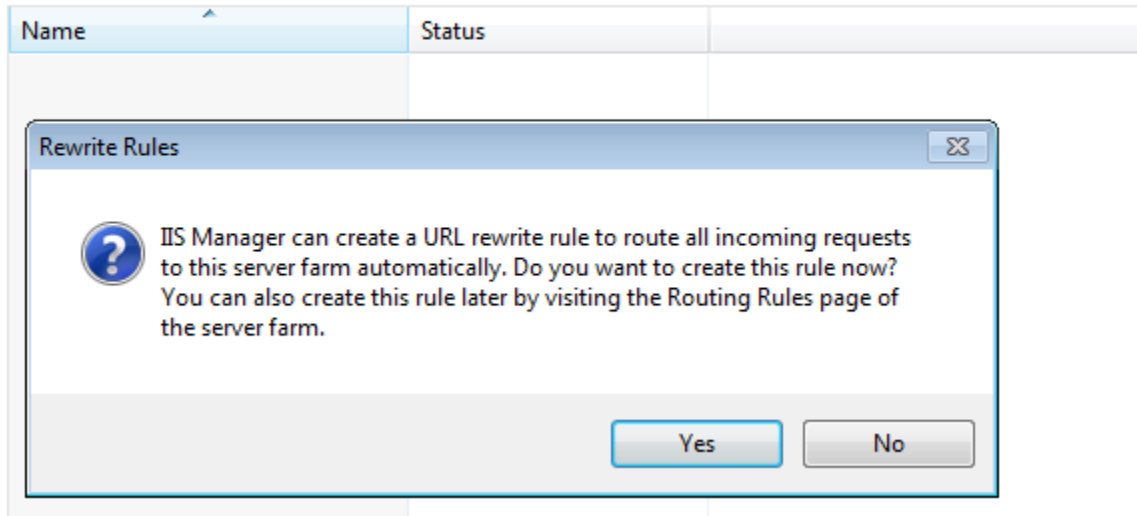 Name Status
Rewrite Rules
IIS Manager can create a URL rewrite rule to route all incoming requests
to this server farm automatically. Do you want to create this rule now?
You can also create this rule later by visiting the Routing Rules page of
the server farm.
Yes No